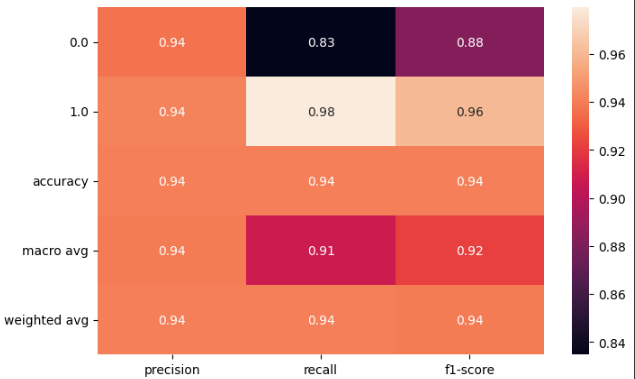 0.0 0.94 0.83 0.88
1.0 0.94 0.98 0.96
accuracy 0.94 0.94 0.94
macro avg 0.94 0.91 0.92
weighted avg 0.94 0.94 0.94
precision recall f1-score
0.96
0.94
0.92
0.90
0.88
0.86
0.84